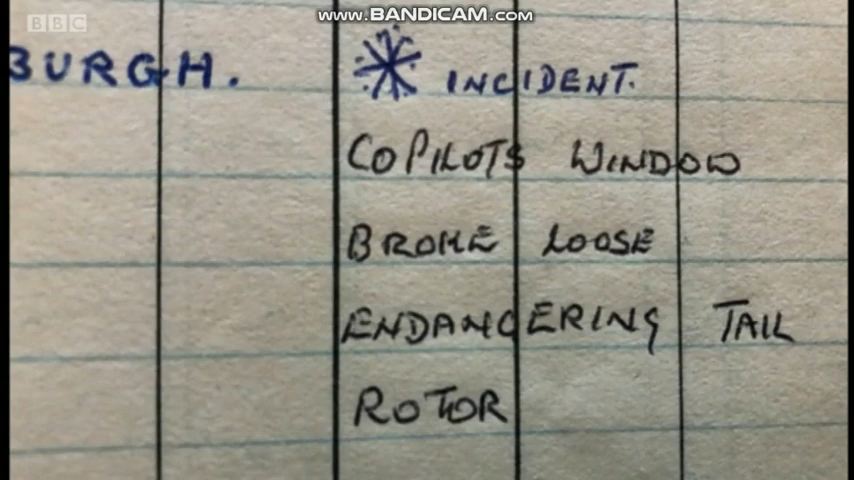 www.BANDICAM.com
BBC
BURGH. * INCIDENT.
COPILOTS WINDOW
BROKE LOOSE
ENDANGERING TAIL
ROTOR